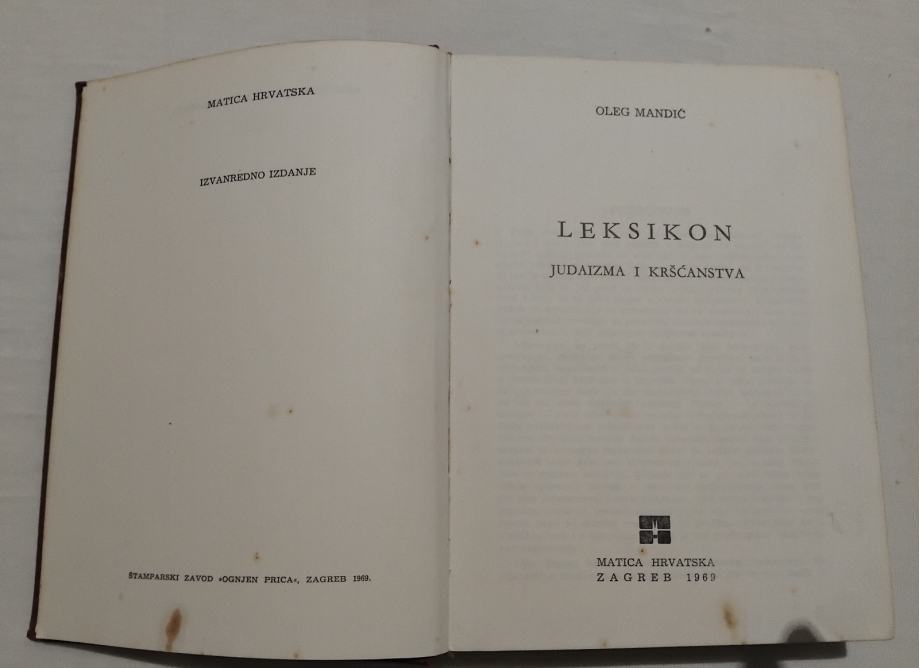 MATICA HRVATSKA
IZVANREDNO IZDANJE
ŠTAMPARSKI ZAVOD »OGNJEN PRICA«, ZAGREB 1969.
OLEG MANDIĆ
LEKSIKON
JUDAIZMA I KRŠĆANSTVA
MATICA HRVATSKA
ZAGREB 1969